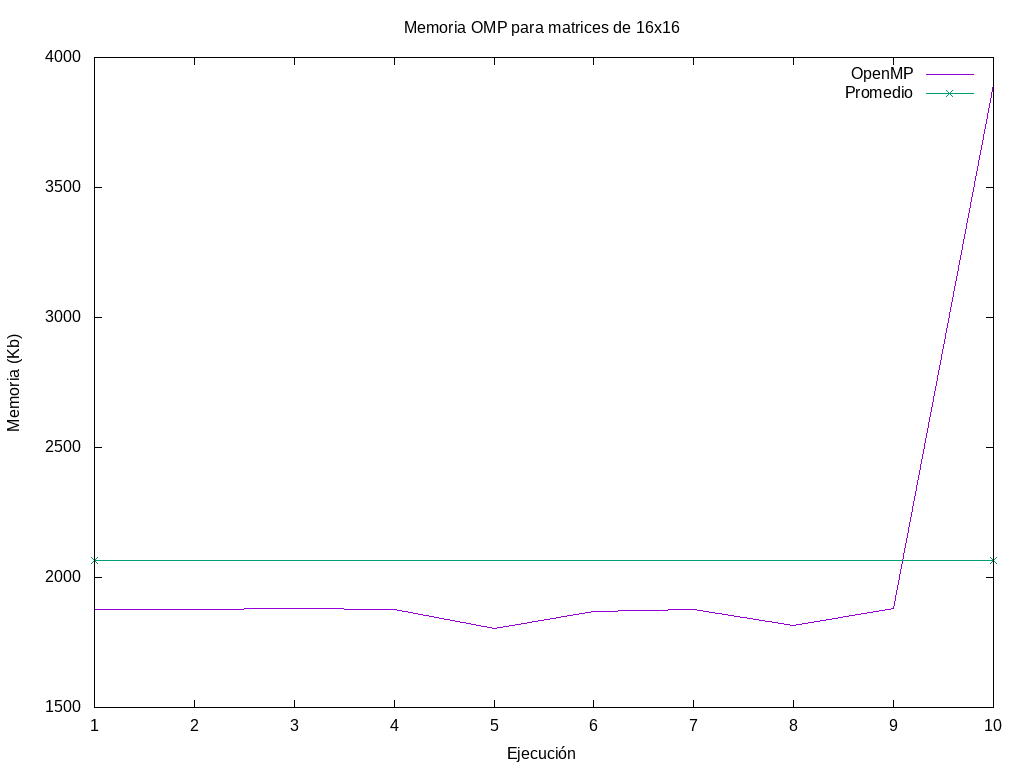 Memoria OMP para matrices de 16x16
4000
3500
3000
2500
2000
1500
Memoria (Kb)
OpenMP
Promedio
1 2 3 4 5 6 7 8 9 10
Ejecución